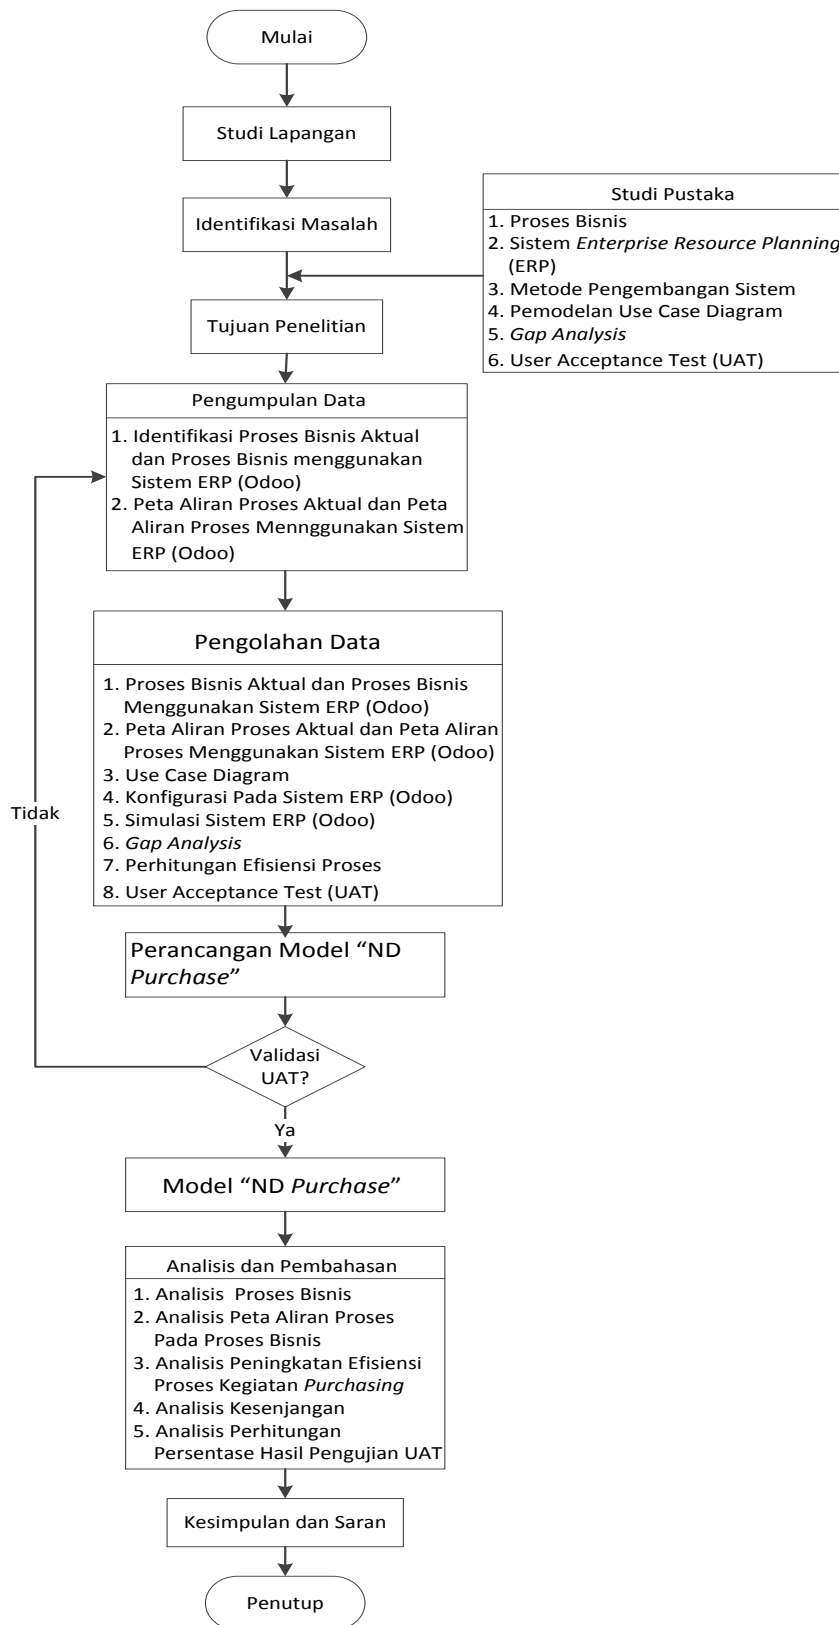 Mulai
Studi Lapangan
Identifikasi Masalah
Studi Pustaka
1. Proses Bisnis
2. Sistem Enterprise Resource Planning
(ERP)
3. Metode Pengembangan Sistem
4. Pemodelan Use Case Diagram
5. Gap Analysis
6. User Acceptance Test (UAT)
Tujuan Penelitian
Pengumpulan Data
1. Identifikasi Proses Bisnis Aktual
dan Proses Bisnis menggunakan
Sistem ERP (Odoo)
2. Peta Aliran Proses Aktual dan Peta
Aliran Proses Mennggunakan Sistem
ERP (Odoo)
Pengolahan Data
1. Proses Bisnis Aktual dan Proses Bisnis
Menggunakan Sistem ERP (Odoo)
2. Peta Aliran Proses Aktual dan Peta Aliran
Proses Menggunakan Sistem ERP (Odoo)
3. Use Case Diagram
4. Konfigurasi Pada Sistem ERP (Odoo)
5. Simulasi Sistem ERP (Odoo)
6. Gap Analysis
7. Perhitungan Efisiensi Proses
8. User Acceptance Test (UAT)
Tidak
Perancangan Model “ND
Purchase”
Validasi
UAT?
Ya
Model “ND Purchase”
Analisis dan Pembahasan
1. Analisis  Proses Bisnis
2. Analisis Peta Aliran Proses
Pada Proses Bisnis
3. Analisis Peningkatan Efisiensi
Proses Kegiatan Purchasing
4. Analisis Kesenjangan
5. Analisis Perhitungan
Persentase Hasil Pengujian UAT
Kesimpulan dan Saran
Penutup